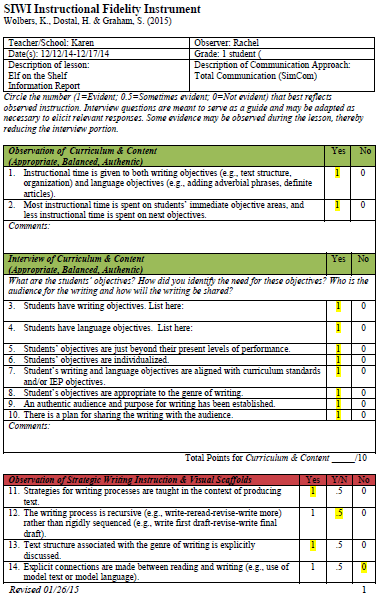 SIWI Instructional Fidelity Instrument
Wolbers, K., Dostal, H. & Graham, S. (2015)
Teacher/School: Karen Observer: Rachel
Date(s): 12/12/14-12/17/14 Grade: 1 student (
Description of lesson: Description of Communication Approach:
Elf on the Shelf Total Communication (SimCom)
Information Report
Circle the number (1=Evident; 0.5=Sometimes evident; 0=Not evident) that best reflects
observed instruction. Interview questions are meant to serve as a guide and may be adapted as
necessary to elicit relevant responses. Some evidence may be observed during the lesson, thereby
reducing the interview portion.
Observation of Curriculum & Content Yes No
(Appropriate, Balanced, Authentic)
1. Instructional time is given to both writing objectives (e.g., text structure, 1 0
organization) and language objectives (e.g., adding adverbial phrases, definite
articles).
2. Most instructional time is spent on students' immediate objective areas, and 1 0
less instructional time is spent on next objectives.
Comments:
Interview of Curriculum & Content Yes No
(Appropriate, Balanced, Authentic)
What are the students' objectives? How did you identify the need for these objectives? Who is the
audience for the writing and how will the writing be shared?
3. Students have writing objectives. List here: 1 0
4. Students have language objectives. List here: 1 0
5. Students' objectives are just beyond their present levels of performance. 1 0
6. Students' objectives are individualized. 1 0
7. Student's writing and language objectives are aligned with curriculum standards 1 0
and/or IEP objectives.
8. Student's objectives are appropriate to the genre of writing. 1 0
9. An authentic audience and purpose for writing has been established. 1 0
10. There is a plan for sharing the writing with the audience. 1 0
Comments:
Total Points for Curriculum & Content _____/10
Observation of Strategic Writing Instruction & Visual Scaffolds Yes Y/N No
11. Strategies for writing processes are taught in the context of producing 1 .5 0
text.
12. The writing process is recursive (e.g., write-reread-revise-write more) 1 .5 0
rather than rigidly sequenced (e.g., write first draft-revise-write final
draft).
13. Text structure associated with the genre of writing is explicitly 1 .5 0
discussed.
14. Explicit connections are made between reading and writing (e.g., use of 1 .5 0
model text or model language).
Revised 01/26/15 1